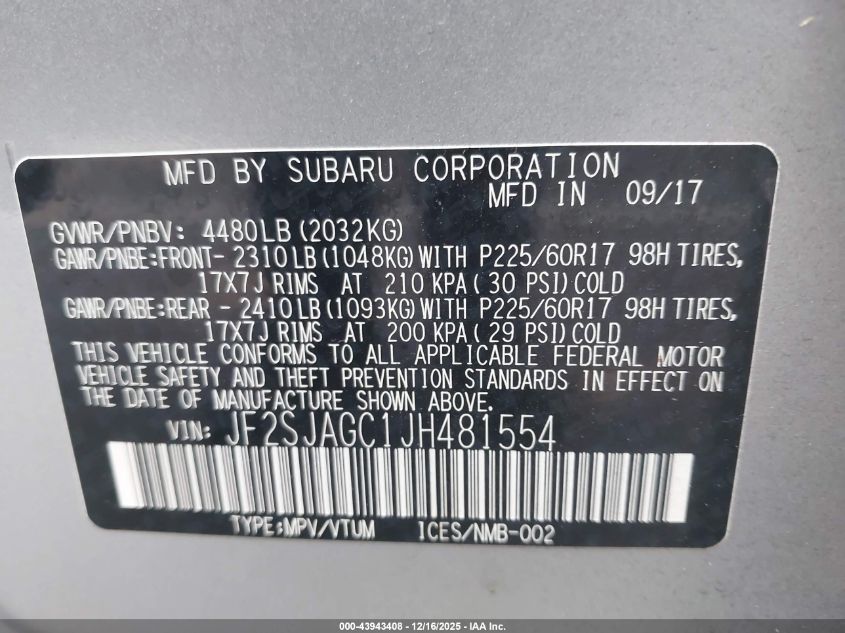 MFD BY SUBARU CORPORATION
MFD IN 09/17
GVWR/PNBV: 4480LB(2032KG)
GAWR/PNBE:FRONT-2310LB(1048KG)WITH P225/60R17 98H TIRES,
17X7J RIMS AT 210 KPA( 30 PSI)COLD
GAWR/PNBE:REAR -2410LB(1093KG)WITH P225/60R17 98H TIRES,
17X7J RIMS AT 200 KPA( 29 PSI)COLD
THIS VEHICLE CONFORMS TO ALL APPLICABLE FEDERAL MOTOR
VEHICLE SAFETY AND THEFT PREVENTION STANDARDS IN EFFECT ON
THE DATE OF MANUFACTURE SHOWN ABOVE.
VIN: JF2SJAGC1JH481554
TYPE:MPV/VTUM ICES/NMB-002
000-43943408 - 12/16/2025 - IAA Inc.